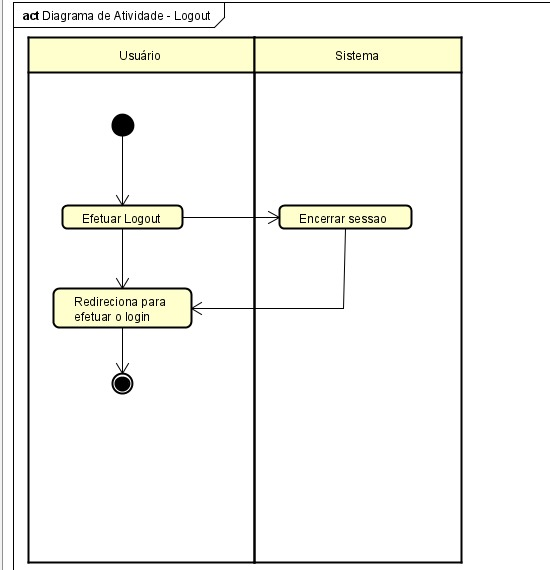 act Diagrama de Atividade - Logout
Usuário
Sistema
Efetuar Logout
Encerrar sessao
Redireciona para
efetuar o login